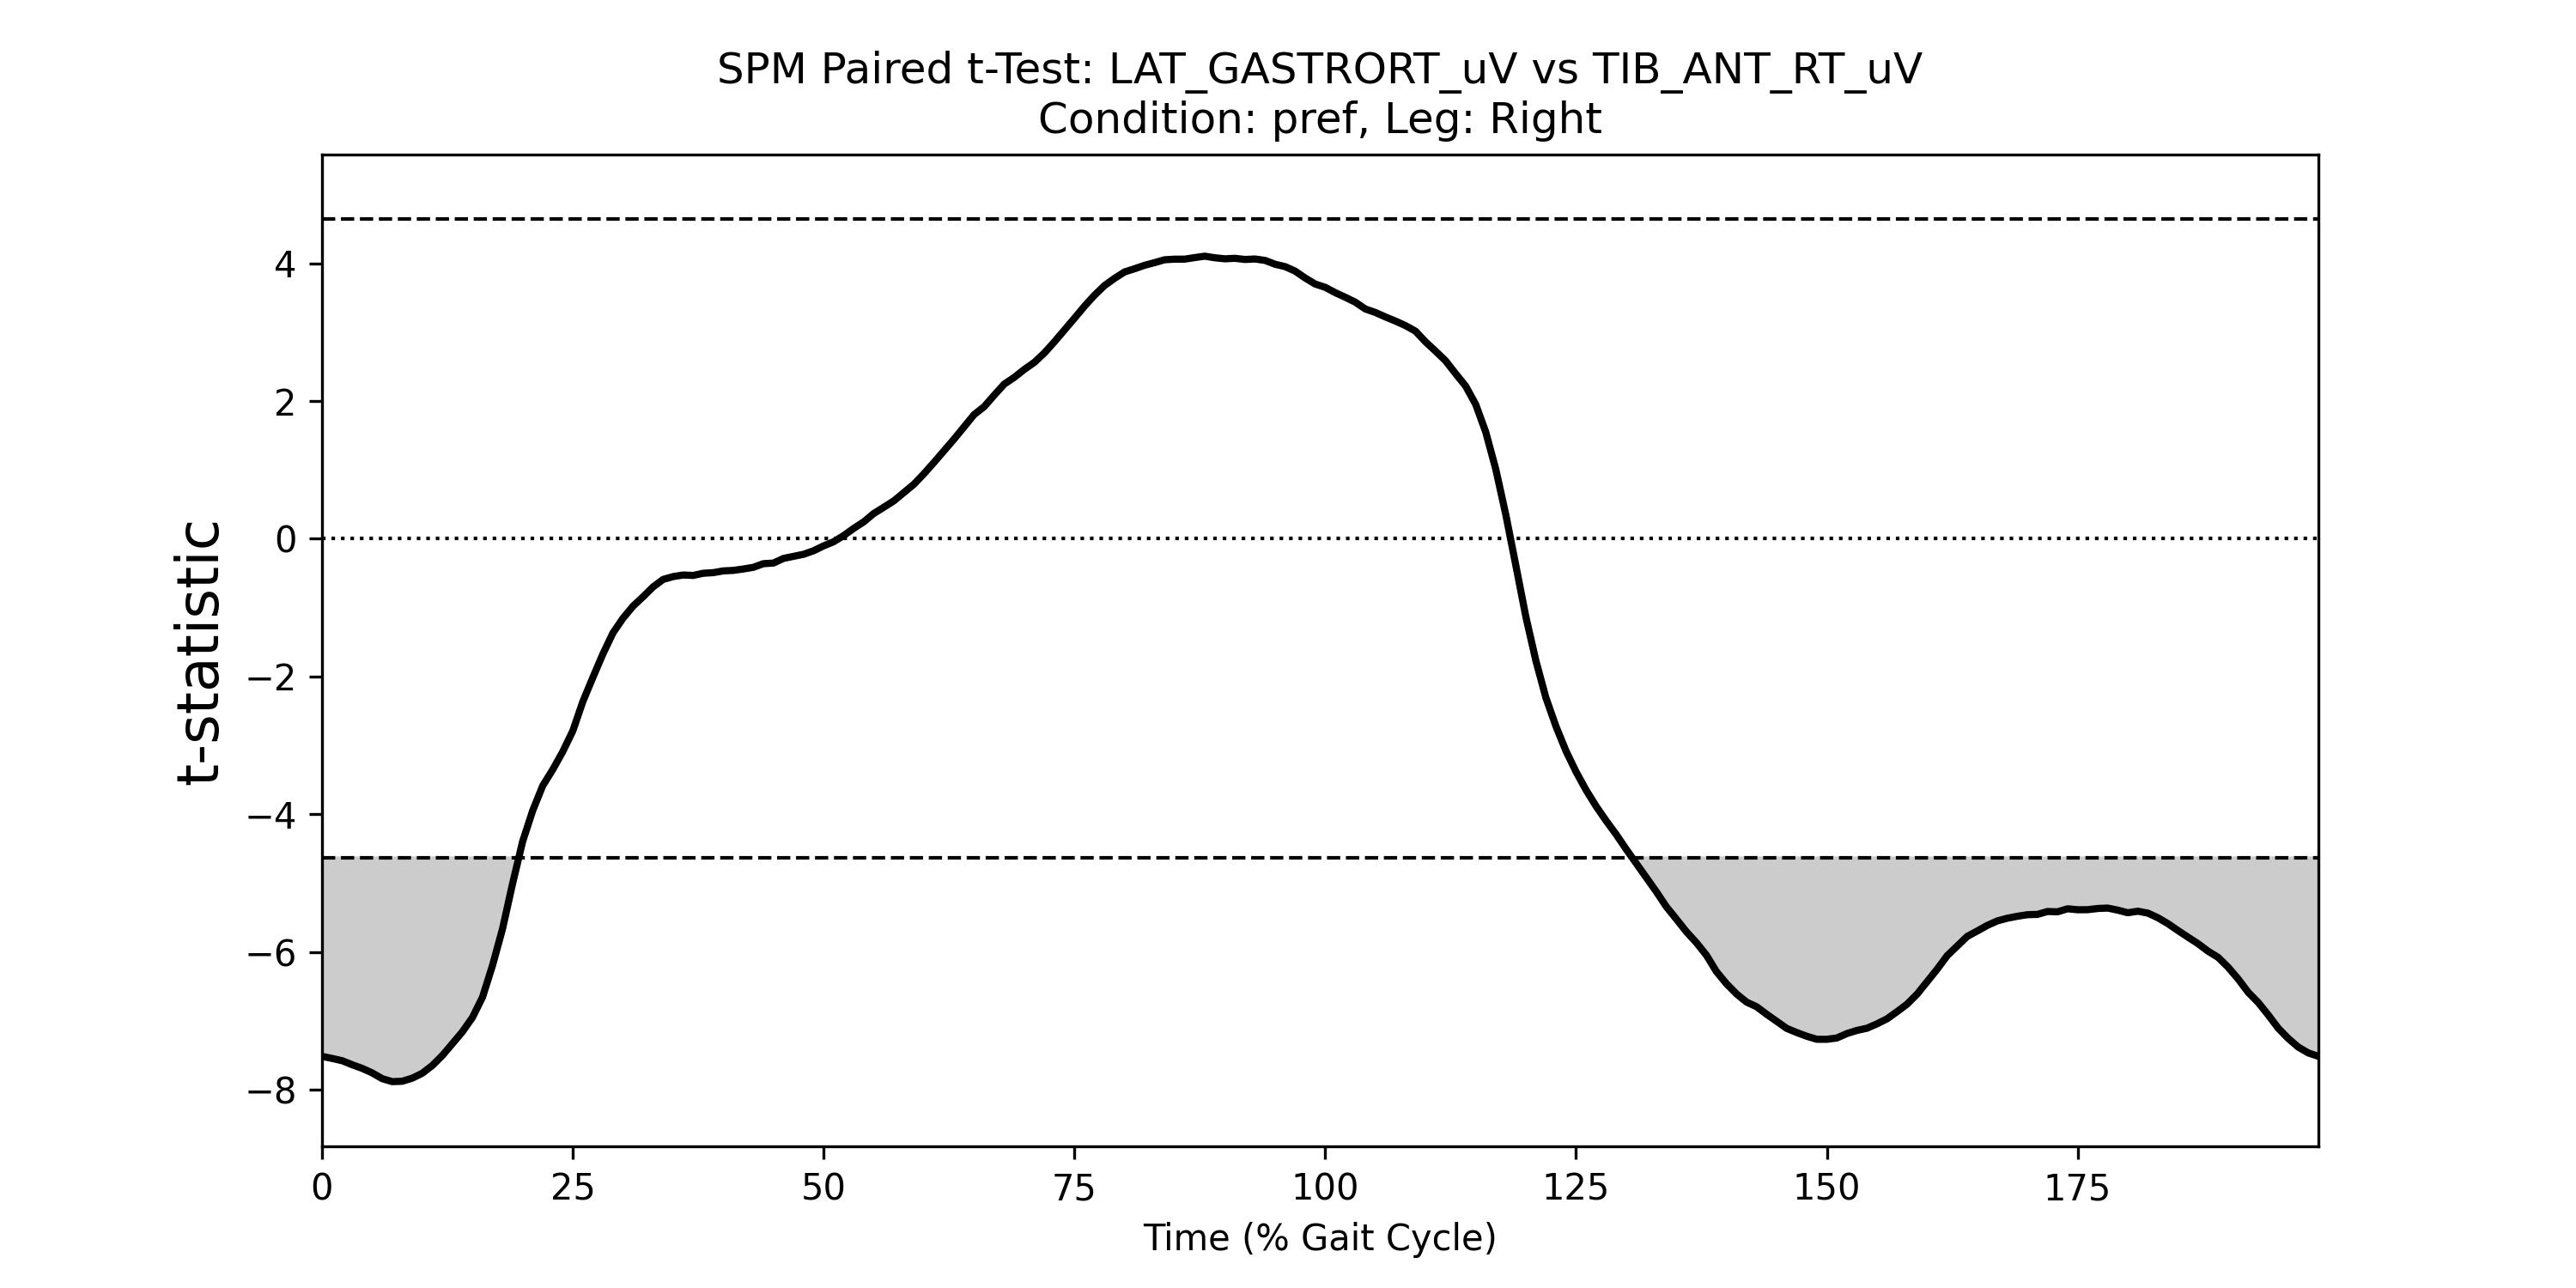 SPM Paired t-Test: LAT_GASTRORT_uV vs TIB_ANT_RT_uV
Condition: pref, Leg: Right
t-statistic
4
2
0
−2
−4
−6
−8
0 25 50 75 100 125 150 175
Time (% Gait Cycle)